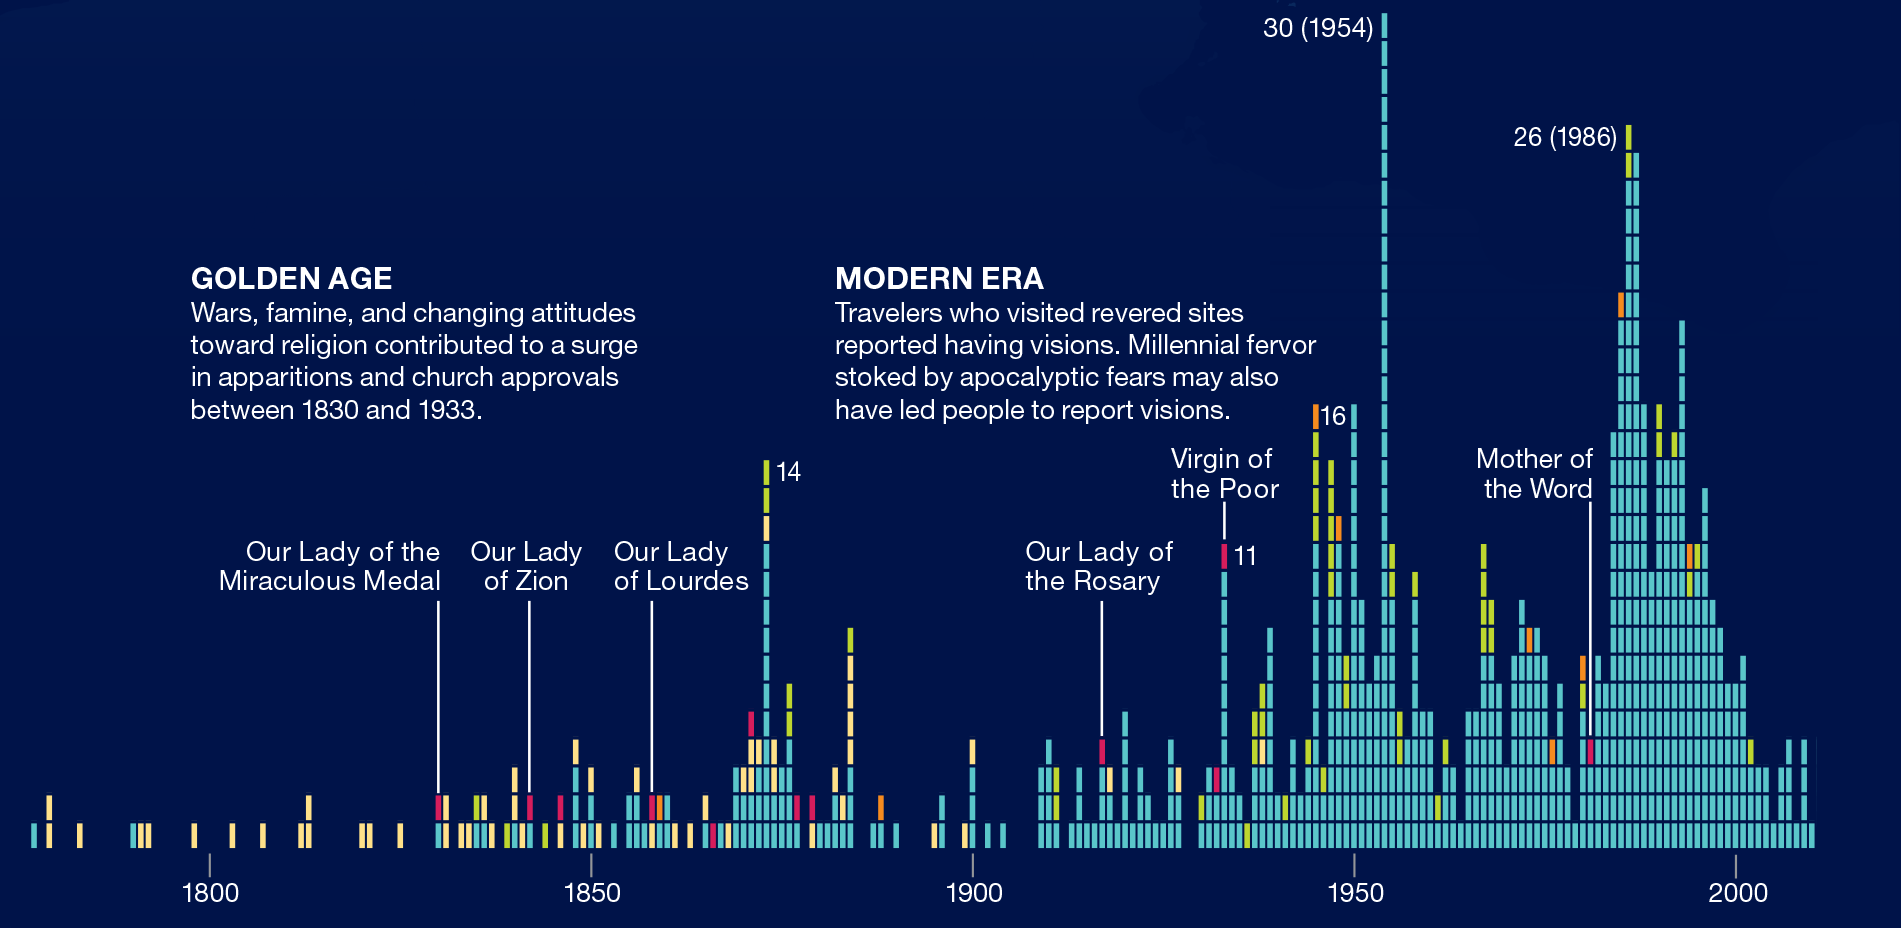 30 (1954)
26 (1986)
GOLDEN AGE
Wars, famine, and changing attitudes
toward religion contributed to a surge
in apparitions and church approvals
between 1830 and 1933.
MODERN ERA
Travelers who visited revered sites
reported having visions. Millennial fervor
stoked by apocalyptic fears may also
have led people to report visions.
16
14
Virgin of
the Poor
Mother of
the Word
Our Lady of the
Miraculous Medal
Our Lady
of Zion
Our Lady
of Lourdes
Our Lady of
the Rosary
11
1800
1850
1900
1950
2000